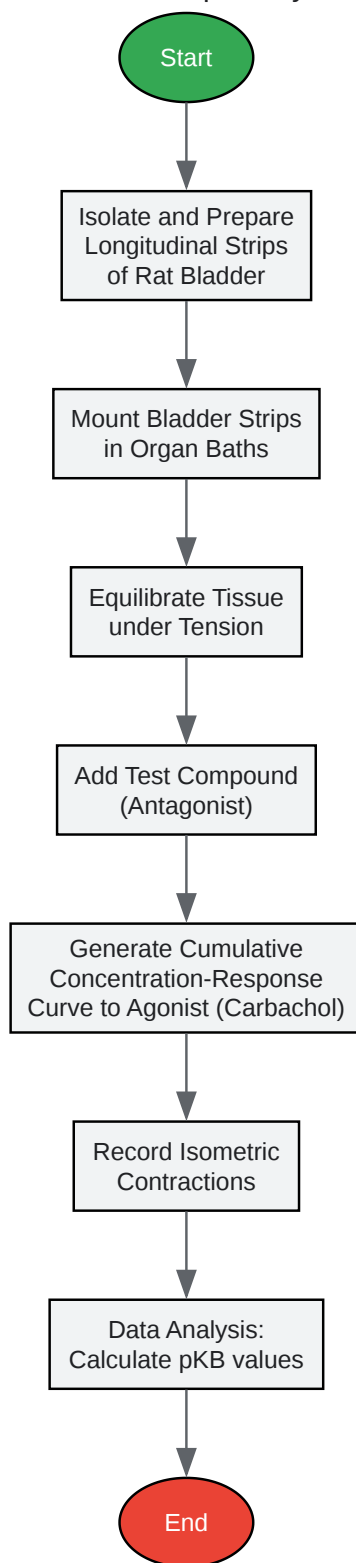 Start
Isolate and Prepare
Longitudinal Strips
of Rat Bladder
Mount Bladder Strips
in Organ Baths
Equilibrate Tissue
under Tension
Add Test Compound
(Antagonist)
Generate Cumulative
Concentration-Response
Curve to Agonist (Carbachol)
Record Isometric
Contractions
Data Analysis:
Calculate pKB values
End